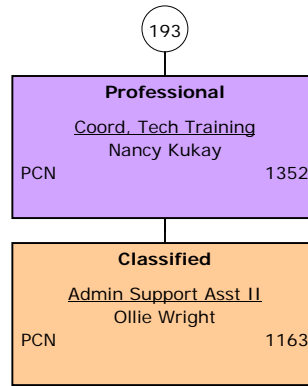 193
Professional
Coord, Tech Training
Nancy Kukay
PCN 1352
Classified
Admin Support Asst II
Ollie Wright
PCN 1163